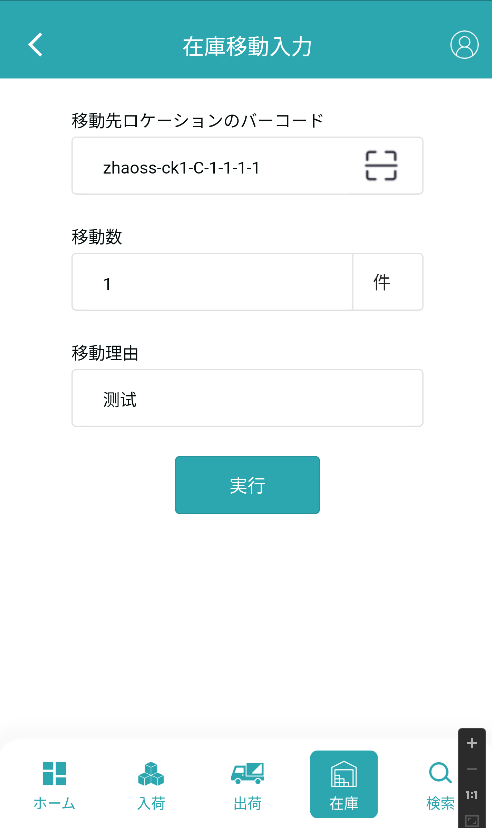 在庫移動入力
移動先ロケーションのバーコード
zhaoss-ck1-C-1-1-1-1
移動数
1 件
移動理由
测试
実行
ホーム 入荷 出荷 在庫 検索
1:1